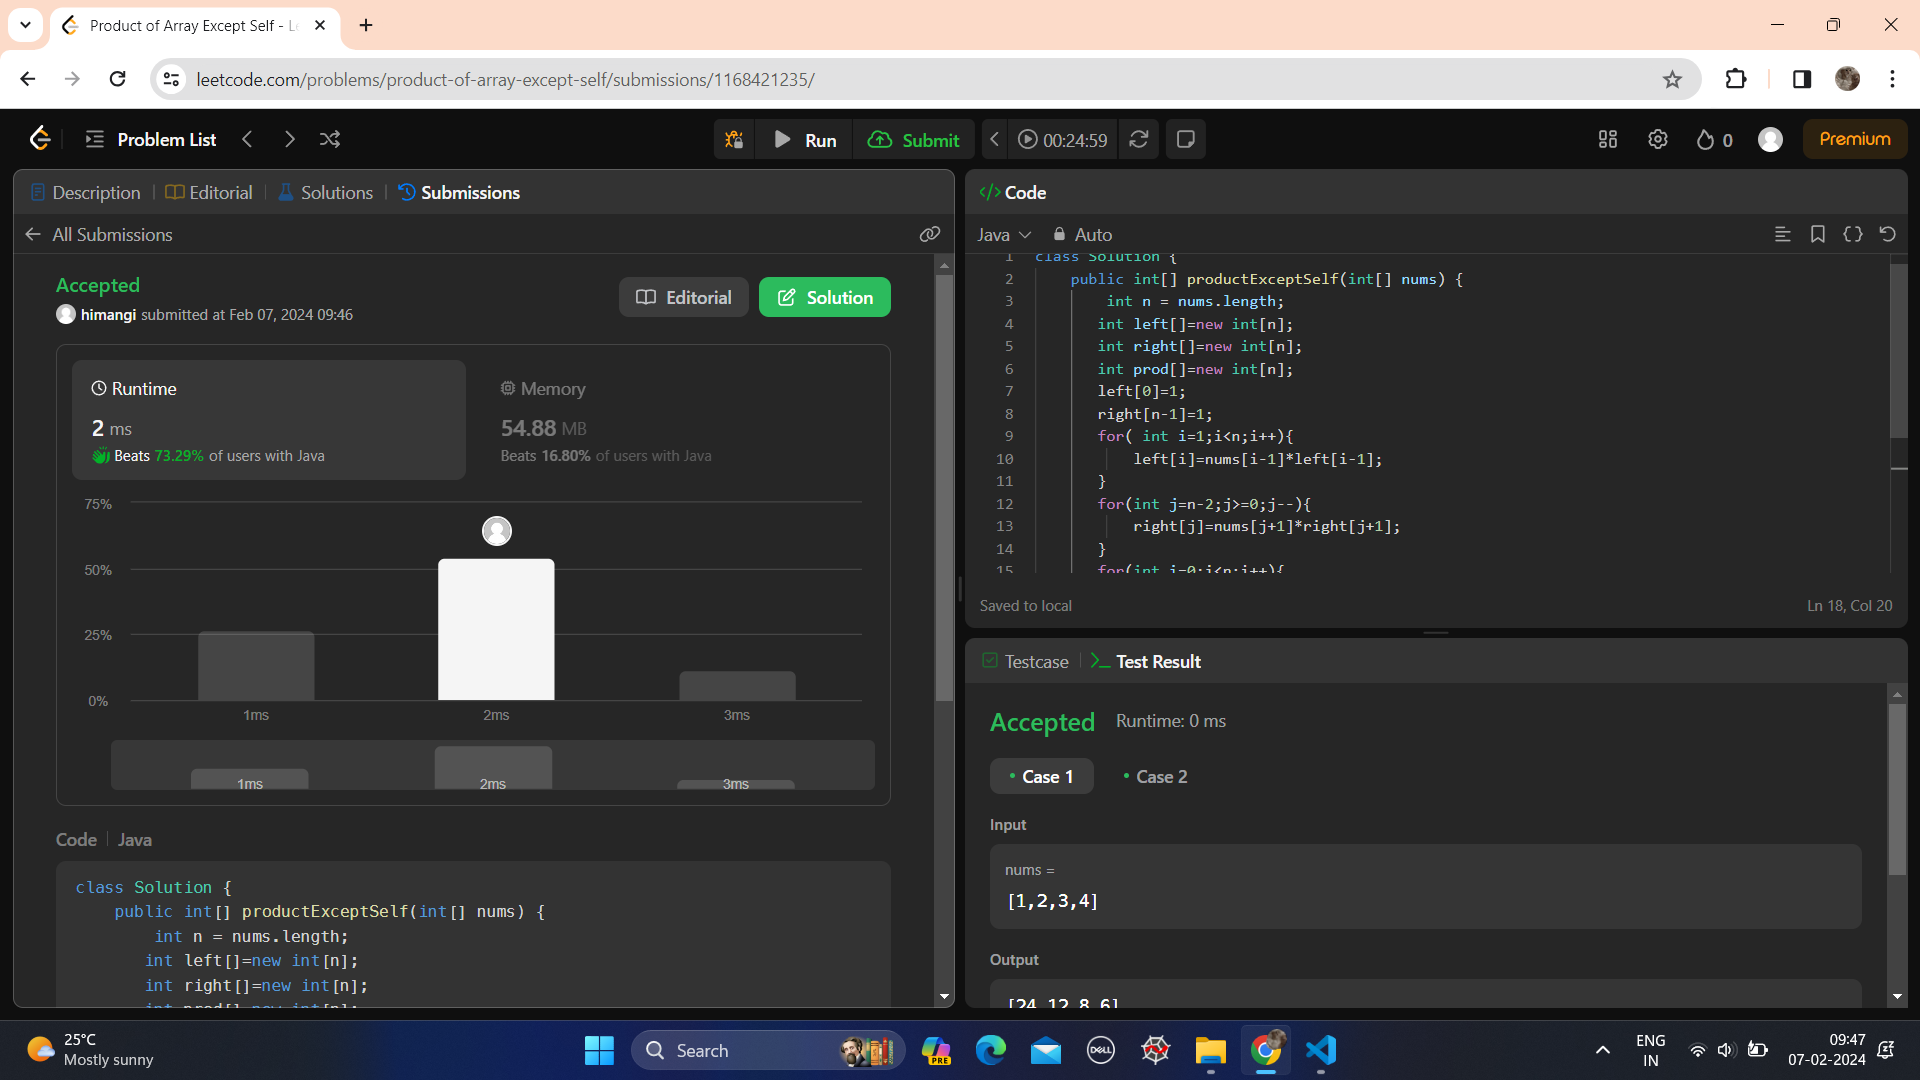 Product of Array Except Self - L
leetcode.com/problems/product-of-array-except-self/submissions/1168421235/
Problem List
Run
Submit
00:24:59
0
Premium
Description
Editorial
Solutions
Submissions
All Submissions
Accepted
himangi submitted at Feb 07, 2024 09:46
Editorial
Solution
Runtime
2 ms
Beats 73.29% of users with Java
Memory
54.88 MB
Beats 16.80% of users with Java
75%
50%
25%
0%
1ms
2ms
3ms
1ms
2ms
3ms
Code
Java
class Solution {
public int[] productExceptSelf(int[] nums) {
int n = nums.length;
int left[]=new int[n];
int right[]=new int[n];
int prod[]=new int[n];
</>
Code
Java
Auto
1 class Solution {
2 public int[] productExceptSelf(int[] nums) {
3 int n = nums.length;
4 int left[]=new int[n];
5 int right[]=new int[n];
6 int prod[]=new int[n];
7 left[0]=1;
8 right[n-1]=1;
9 for( int i=1;i<n;i++){
10 left[i]=nums[i-1]*left[i-1];
11 }
12 for(int j=n-2;j>=0;j--){
13 right[j]=nums[j+1]*right[j+1];
14 }
15 for(int i=0;i<n;i++){
Saved to local
Ln 18, Col 20
Testcase
Test Result
Accepted
Runtime: 0 ms
Case 1
Case 2
Input
nums =
[1,2,3,4]
Output
[24,12,8,6]
25°C
Mostly sunny
Search
PRE
DELL
ENG
IN
09:47
07-02-2024